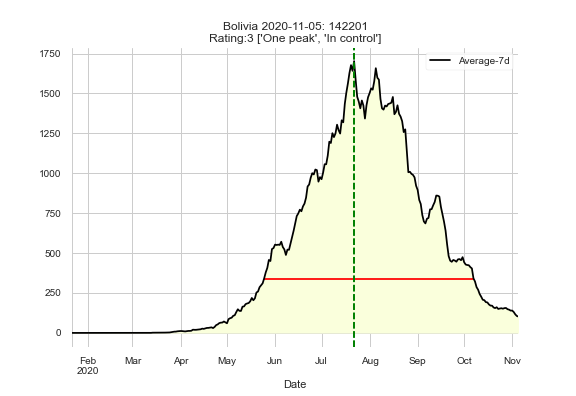 Bolivia 2020-11-05: 142201
Rating:3 ['One peak', 'In control']
Average-7d
1750
1500
1250
1000
750
500
250
0
Feb Mar Apr May Jun Jul Aug Sep Oct Nov
2020
Date